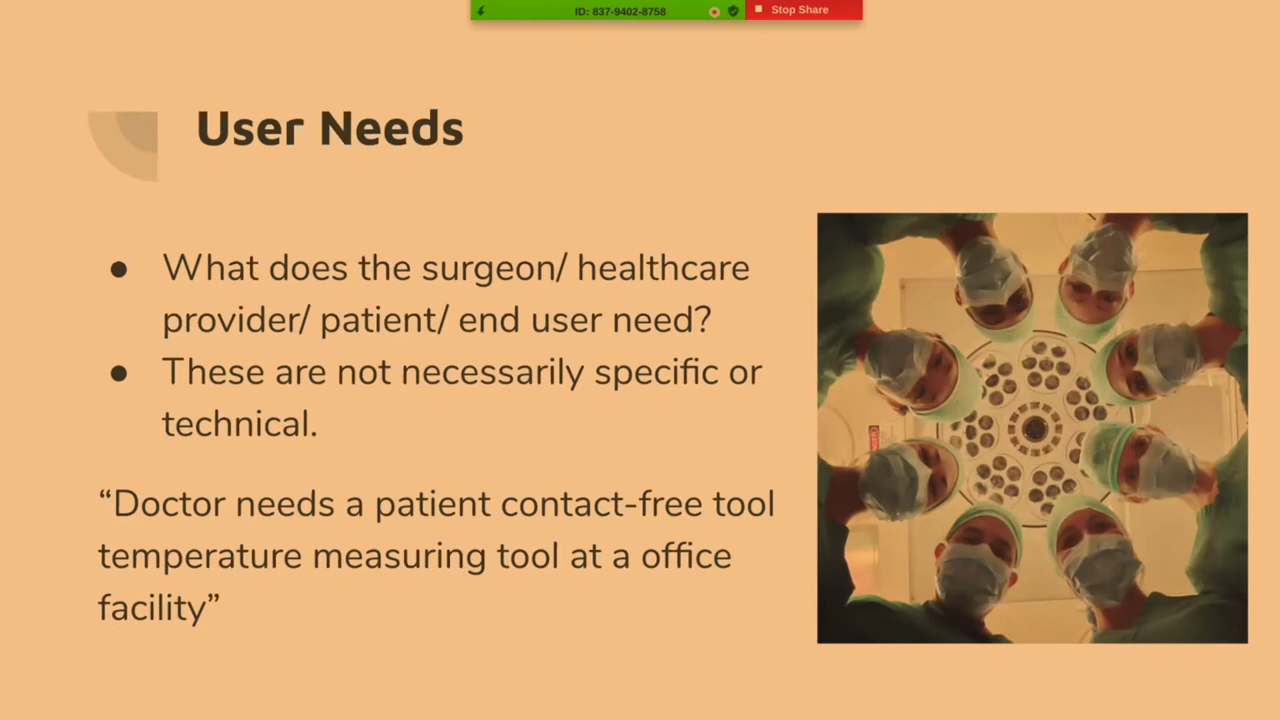 ID: 837-9402-8758
Stop Share
User Needs
● What does the surgeon/ healthcare
provider/ patient/ end user need?
● These are not necessarily specific or
technical.
“Doctor needs a patient contact-free tool
temperature measuring tool at a office
facility”